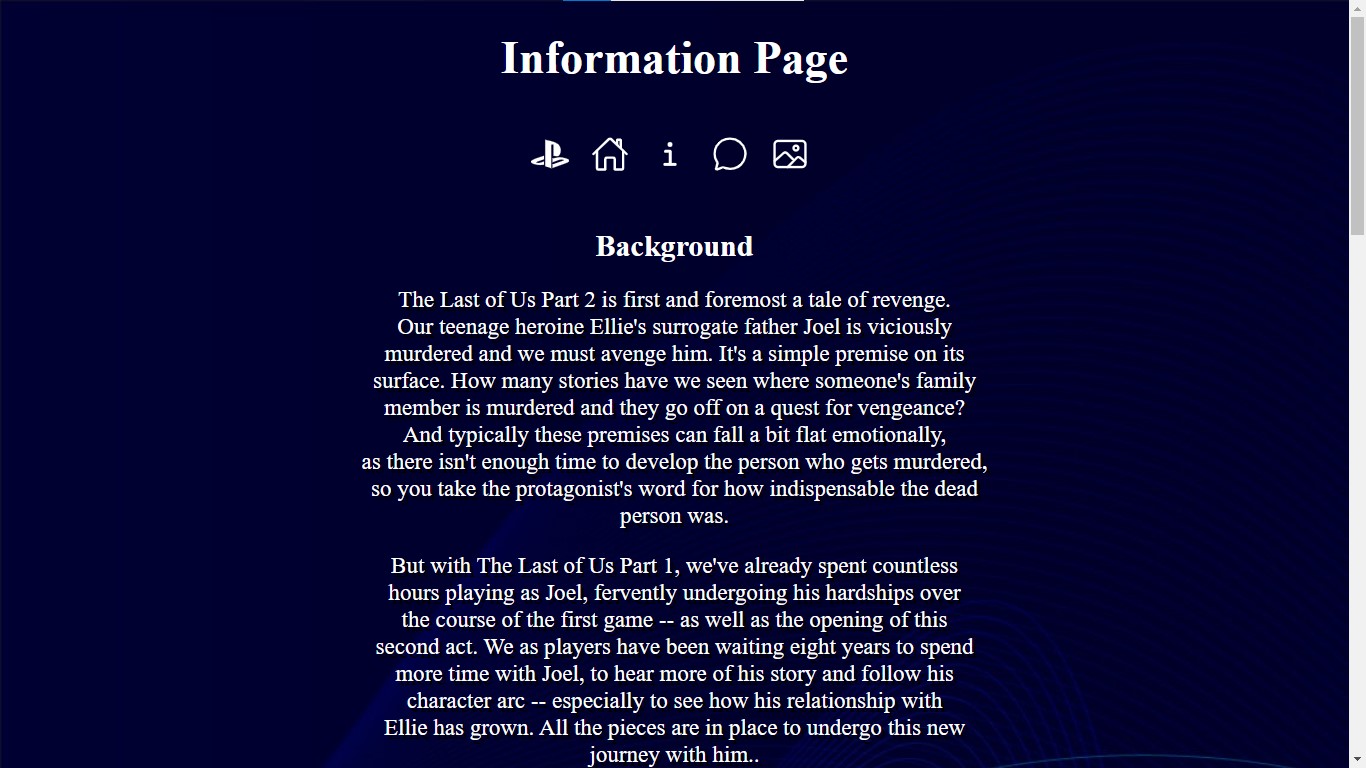 Information Page
Background
The Last of Us Part 2 is first and foremost a tale of revenge.
Our teenage heroine Ellie's surrogate father Joel is viciously
murdered and we must avenge him. It's a simple premise on its
surface. How many stories have we seen where someone's family
member is murdered and they go off on a quest for vengeance?
And typically these premises can fall a bit flat emotionally,
as there isn't enough time to develop the person who gets murdered,
so you take the protagonist's word for how indispensable the dead
person was.
But with The Last of Us Part 1, we've already spent countless
hours playing as Joel, fervently undergoing his hardships over
the course of the first game -- as well as the opening of this
second act. We as players have been waiting eight years to spend
more time with Joel, to hear more of his story and follow his
character arc -- especially to see how his relationship with
Ellie has grown. All the pieces are in place to undergo this new
journey with him..